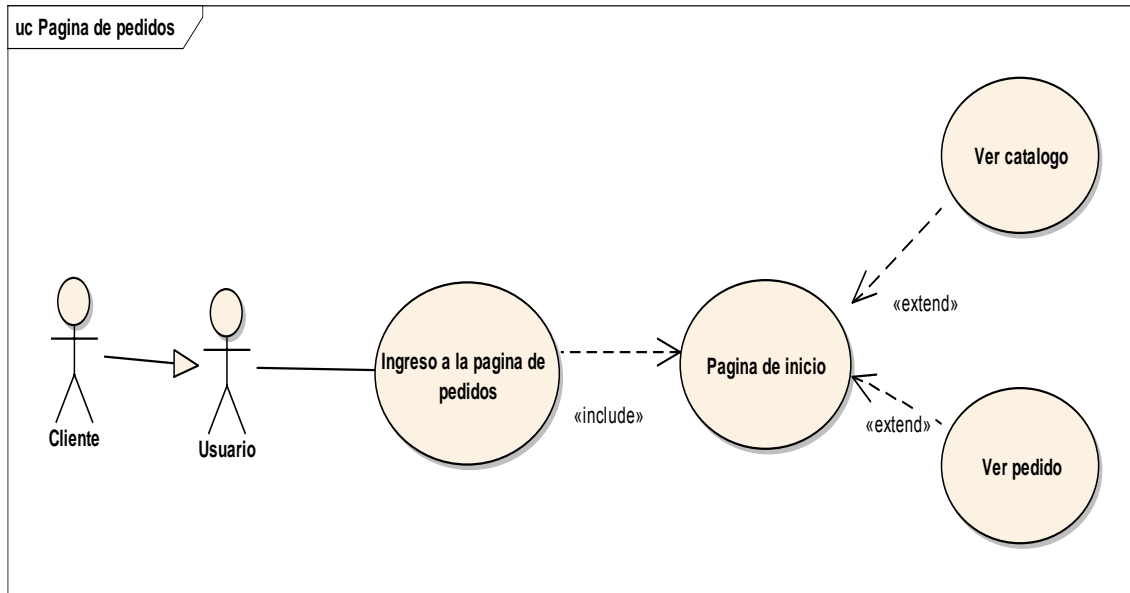 uc Pagina de pedidos
Ver catalogo
«extend»
Ingreso a la pagina de
pedidos
Pagina de inicio
«include»
«extend»
Cliente
Usuario
Ver pedido